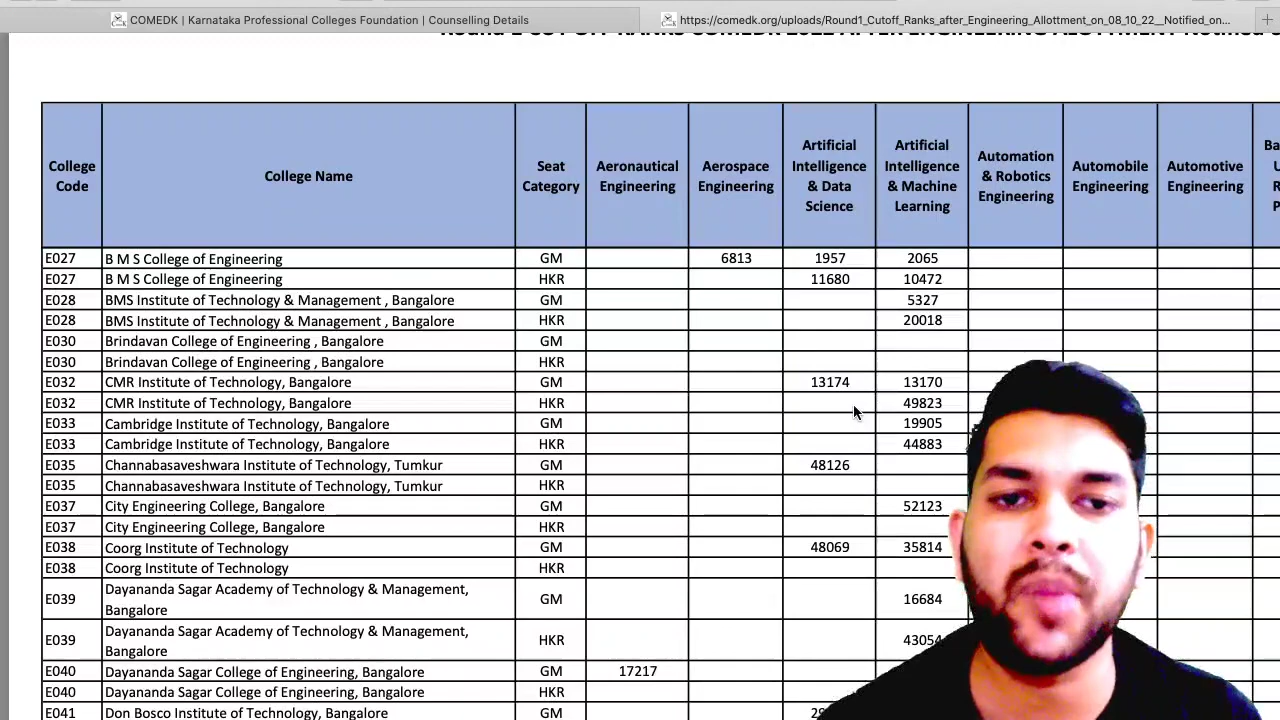 COMEDK | Karnataka Professional Colleges Foundation | Counselling Details
https://comedk.org/uploads/Round1_Cutoff_Ranks_after_Engineering_Allottment_on_08_10_22__Notified_on...
College Code College Name Seat Category Aeronautical Engineering Aerospace Engineering Artificial Intelligence & Data Science Artificial Intelligence & Machine Learning Automation & Robotics Engineering Automobile Engineering Automotive Engineering
E027 B M S College of Engineering GM 6813 1957 2065
E027 B M S College of Engineering HKR 11680 10472
E028 BMS Institute of Technology & Management , Bangalore GM 5327
E028 BMS Institute of Technology & Management , Bangalore HKR 20018
E030 Brindavan College of Engineering , Bangalore GM
E030 Brindavan College of Engineering , Bangalore HKR
E032 CMR Institute of Technology, Bangalore GM 13174 13170
E032 CMR Institute of Technology, Bangalore HKR 49823
E033 Cambridge Institute of Technology, Bangalore GM 19905
E033 Cambridge Institute of Technology, Bangalore HKR 44883
E035 Channabasaveshwara Institute of Technology, Tumkur GM 48126
E035 Channabasaveshwara Institute of Technology, Tumkur HKR
E037 City Engineering College, Bangalore GM 52123
E037 City Engineering College, Bangalore HKR
E038 Coorg Institute of Technology GM 48069 35814
E038 Coorg Institute of Technology HKR
E039 Dayananda Sagar Academy of Technology & Management, Bangalore GM 16684
E039 Dayananda Sagar Academy of Technology & Management, Bangalore HKR 43054
E040 Dayananda Sagar College of Engineering, Bangalore GM 17217
E040 Dayananda Sagar College of Engineering, Bangalore HKR
E041 Don Bosco Institute of Technology, Bangalore GM